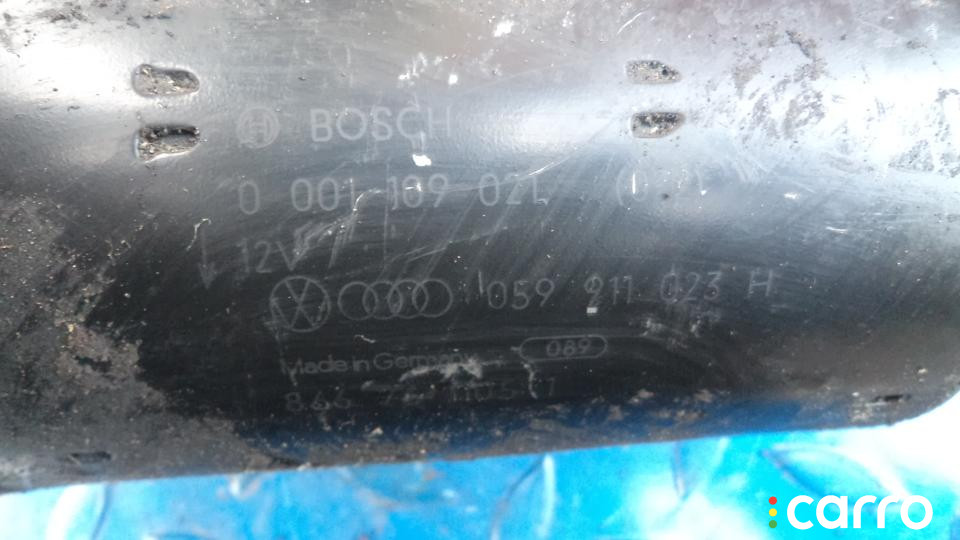 BOSCH
0 001 109 02
12V
059 911 023 H
Made in Germany
089
carro